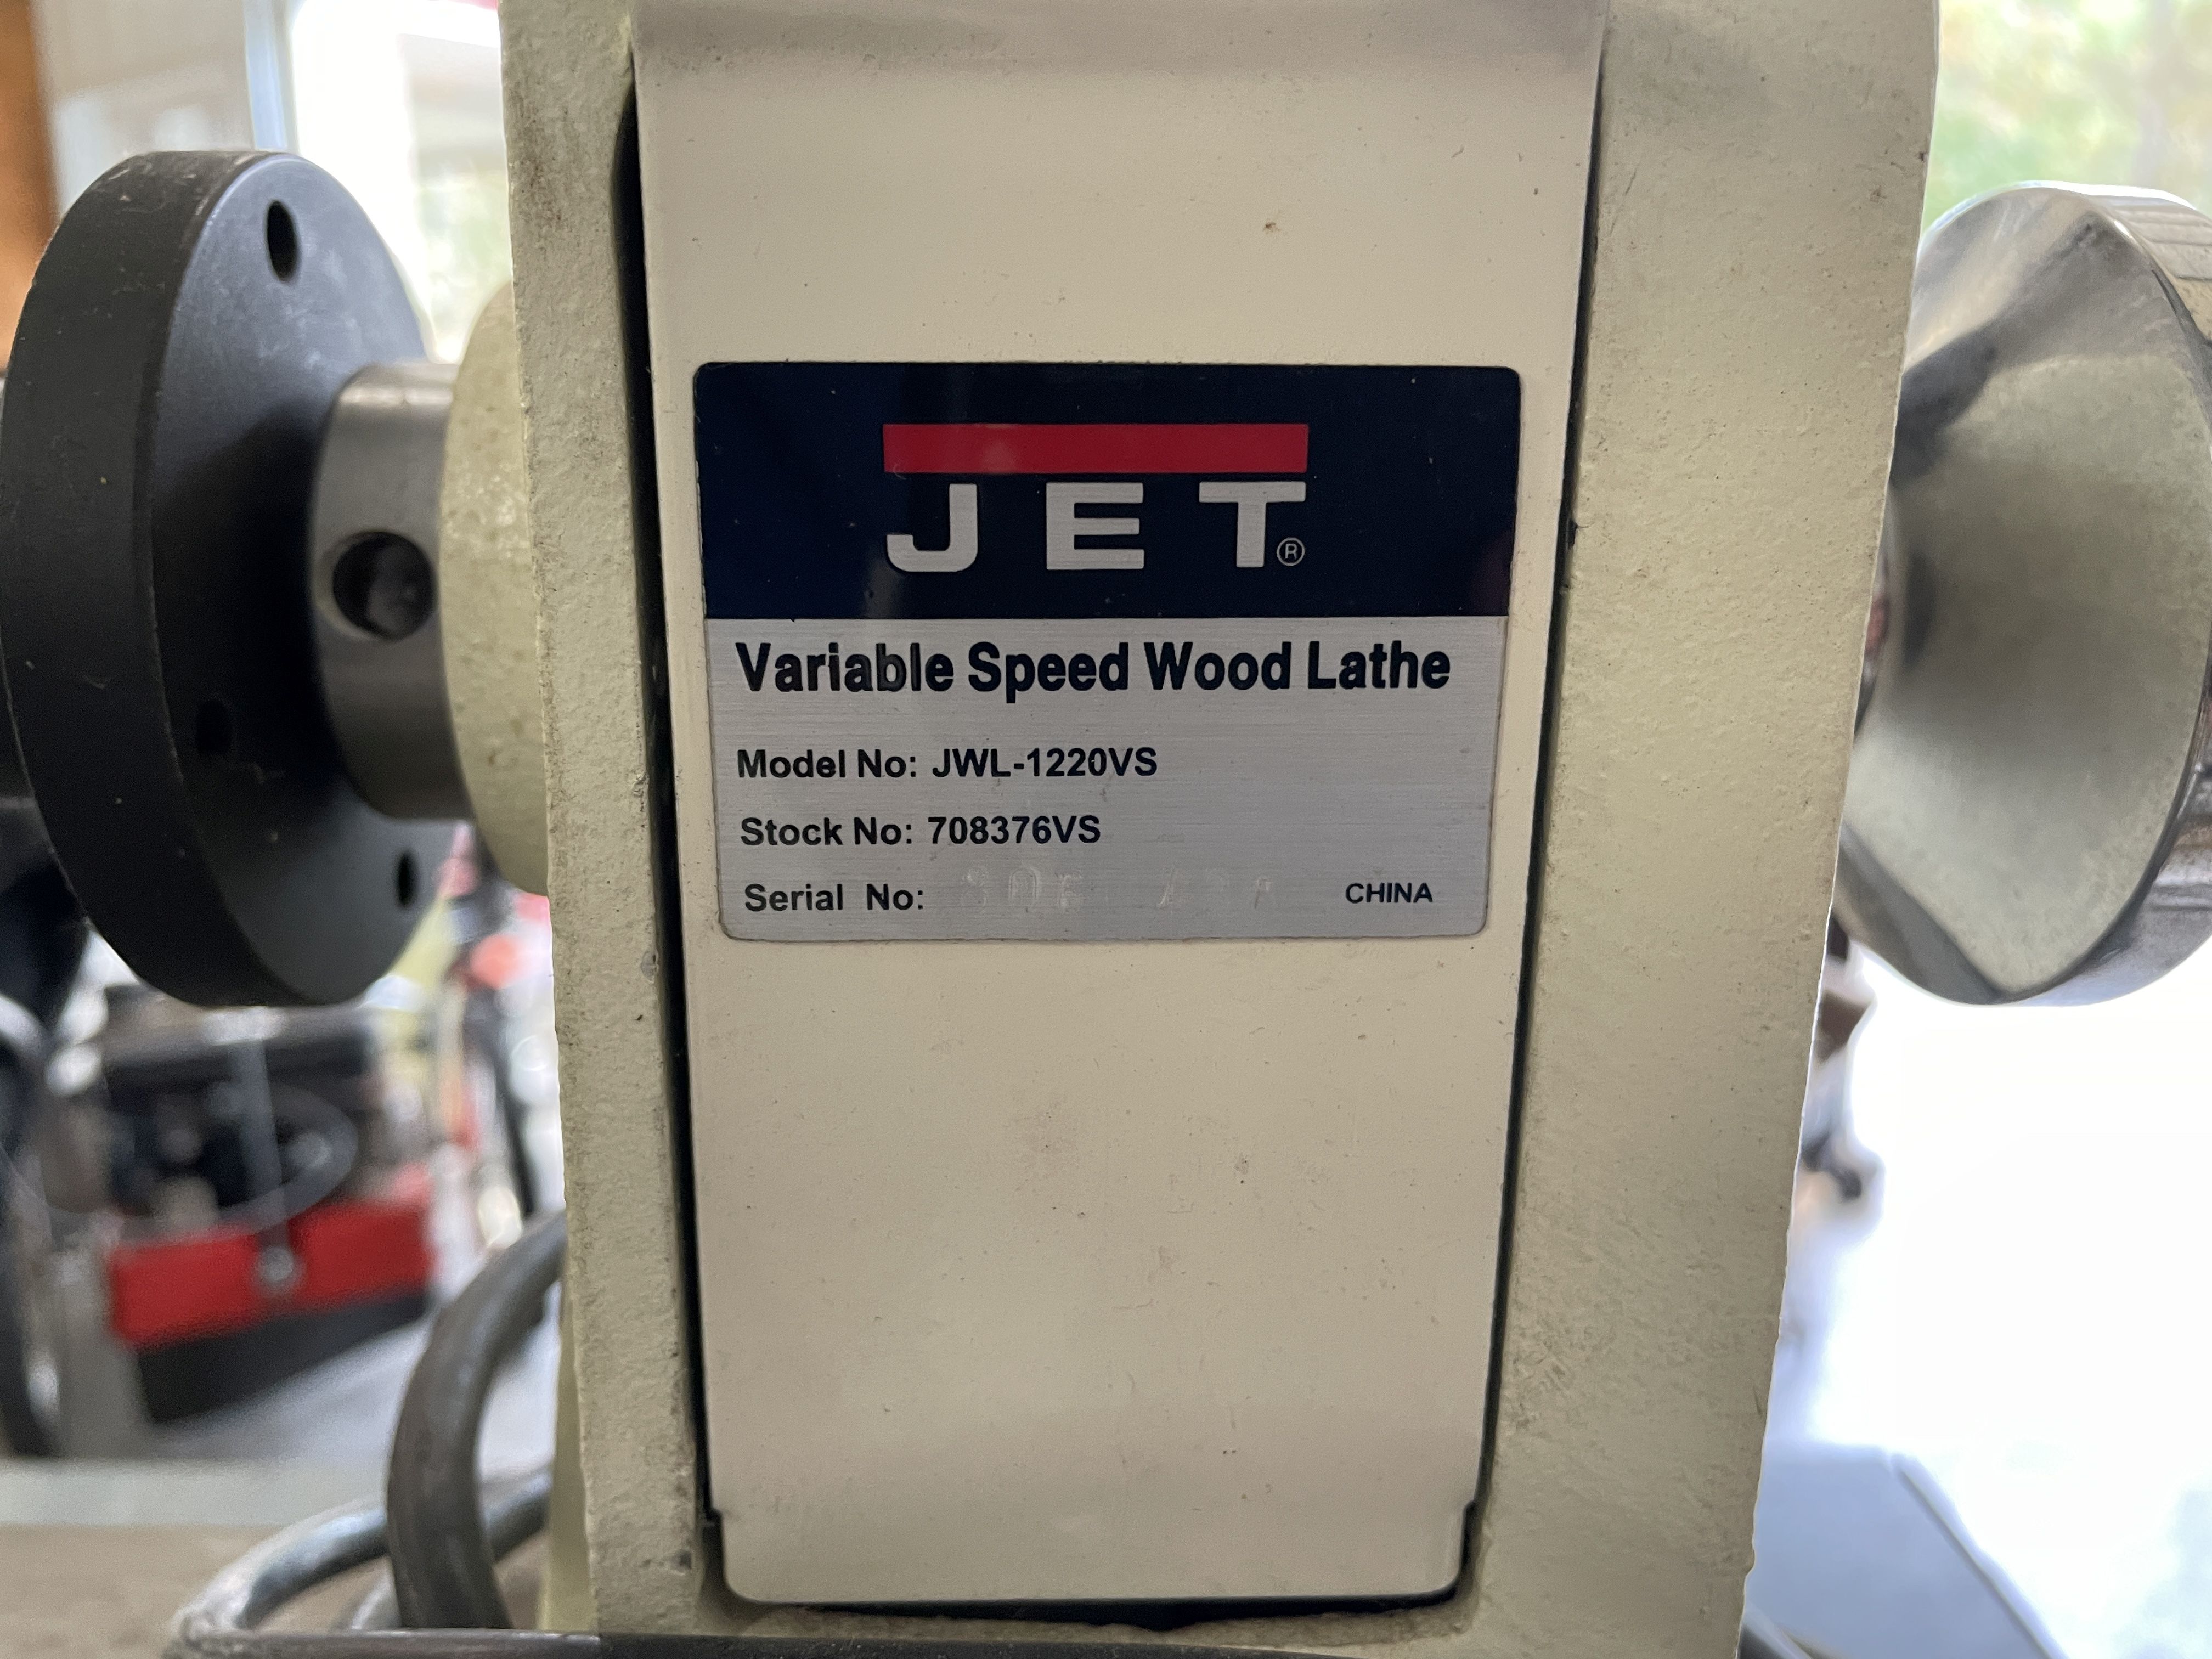 JET®
Variable Speed Wood Lathe
Model No: JWL-1220VS
Stock No: 708376VS
Serial No: CHINA